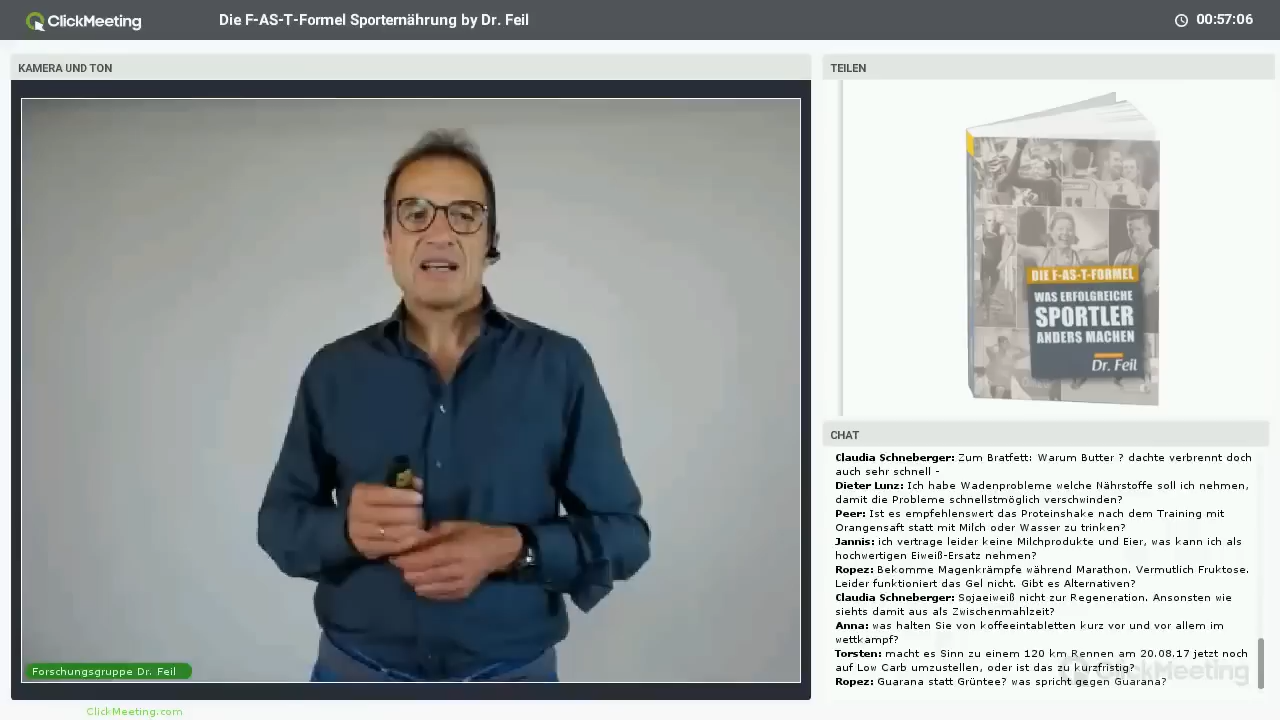 ClickMeeting
Die F-AS-T-Formel Sporternährung by Dr. Feil
00:57:06
KAMERA UND TON
Forschungsgruppe Dr. Feil
ClickMeeting.com
TEILEN
DIE F-AS-T-FORMEL
WAS ERFOLGREICHE
SPORTLER
ANDERS MACHEN
Dr. Feil
CHAT
Claudia Schneberger: Zum Bratfett: Warum Butter ? dachte verbrennt doch
auch sehr schnell -
Dieter Lunz: Ich habe Wadenprobleme welche Nährstoffe soll ich nehmen,
damit die Probleme schnellstmöglich verschwinden?
Peer: Ist es empfehlenswert das Proteinshake nach dem Training mit
Orangensaft statt mit Milch oder Wasser zu trinken?
Jannis: ich vertrage leider keine Milchprodukte und Eier, was kann ich als
hochwertigen Eiweiß-Ersatz nehmen?
Ropez: Bekomme Magenkrämpfe während Marathon. Vermutlich Fruktose.
Leider funktioniert das Gel nicht. Gibt es Alternativen?
Claudia Schneberger: Sojaeiweiß nicht zur Regeneration. Ansonsten wie
siehts damit aus als Zwischenmahlzeit?
Anna: was halten Sie von koffeeintabletten kurz vor und vor allem im
wettkampf?
Torsten: macht es Sinn zu einem 120 km Rennen am 20.08.17 jetzt noch
auf Low Carb umzustellen, oder ist das zu kurzfristig?
Ropez: Guarana statt Grüntee? was spricht gegen Guarana?
ClickMeeting